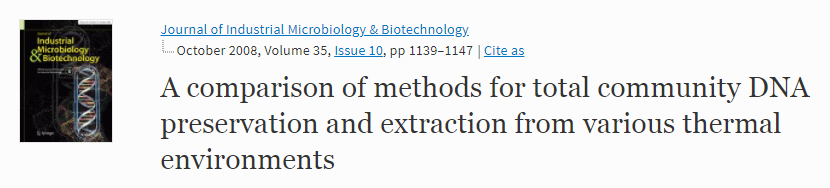 Journal of
Industrial
Microbiology
& Biotechnology
Journal of Industrial Microbiology & Biotechnology
October 2008, Volume 35, Issue 10, pp 1139–1147 | Cite as
A comparison of methods for total community DNA
preservation and extraction from various thermal
environments